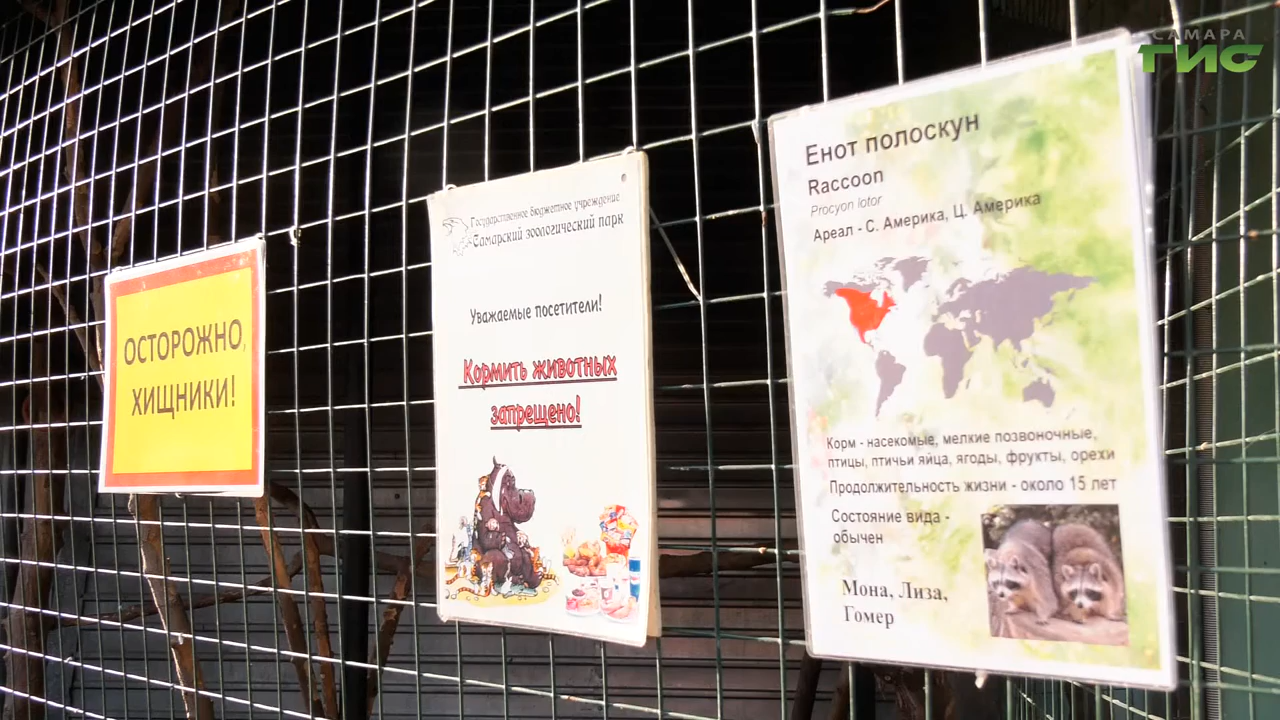 САМАРА
ТИС
ОСТОРОЖНО,
ХИЩНИКИ!
Государственное бюджетное учреждение
Самарский зоологический парк
Уважаемые посетители!
Кормить животных
запрещено!
Енот полоскун
Raccoon
Procyon lotor
Ареал - С. Америка, Ц. Америка
Корм - насекомые, мелкие позвоночные,
птицы, птичьи яйца, ягоды, фрукты, орехи
Продолжительность жизни - около 15 лет
Состояние вида -
обычен
Мона, Лиза,
Гомер